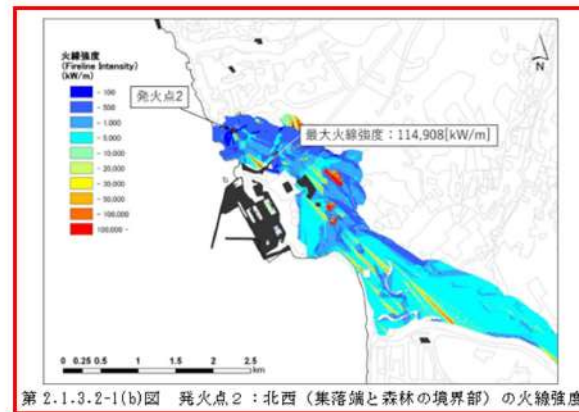 火線強度
(Fireline Intensity)
(kW/m)
- 100
- 500
- 1,000
- 5,000
- 10,000
- 20,000
- 30,000
- 50,000
- 100,000
100,000 -
発火点2
最大火線強度：114,908[kW/m]
N
0 0.25 0.5 1 1.5 2 2.5
km
第 2.1.3.2-1(b)図 発火点２：北西（集落端と森林の境界部）の火線強度